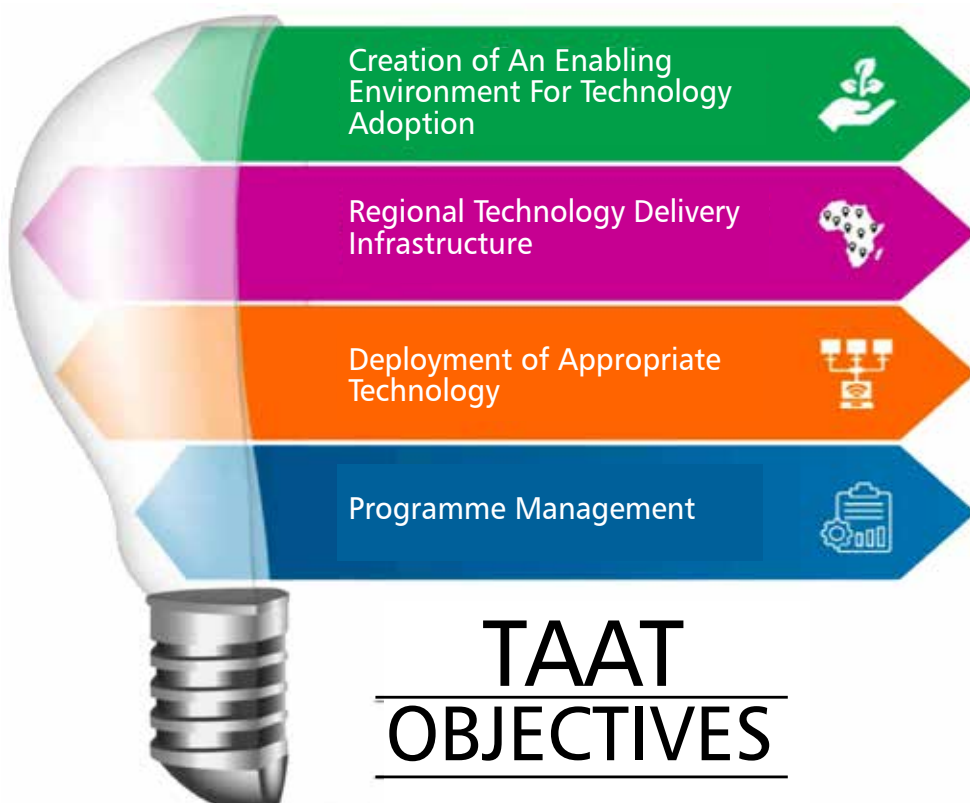 Creation of An Enabling
Environment For Technology
Adoption
Regional Technology Delivery
Infrastructure
Deployment of Appropriate
Technology
Programme Management
TAAT
OBJECTIVES